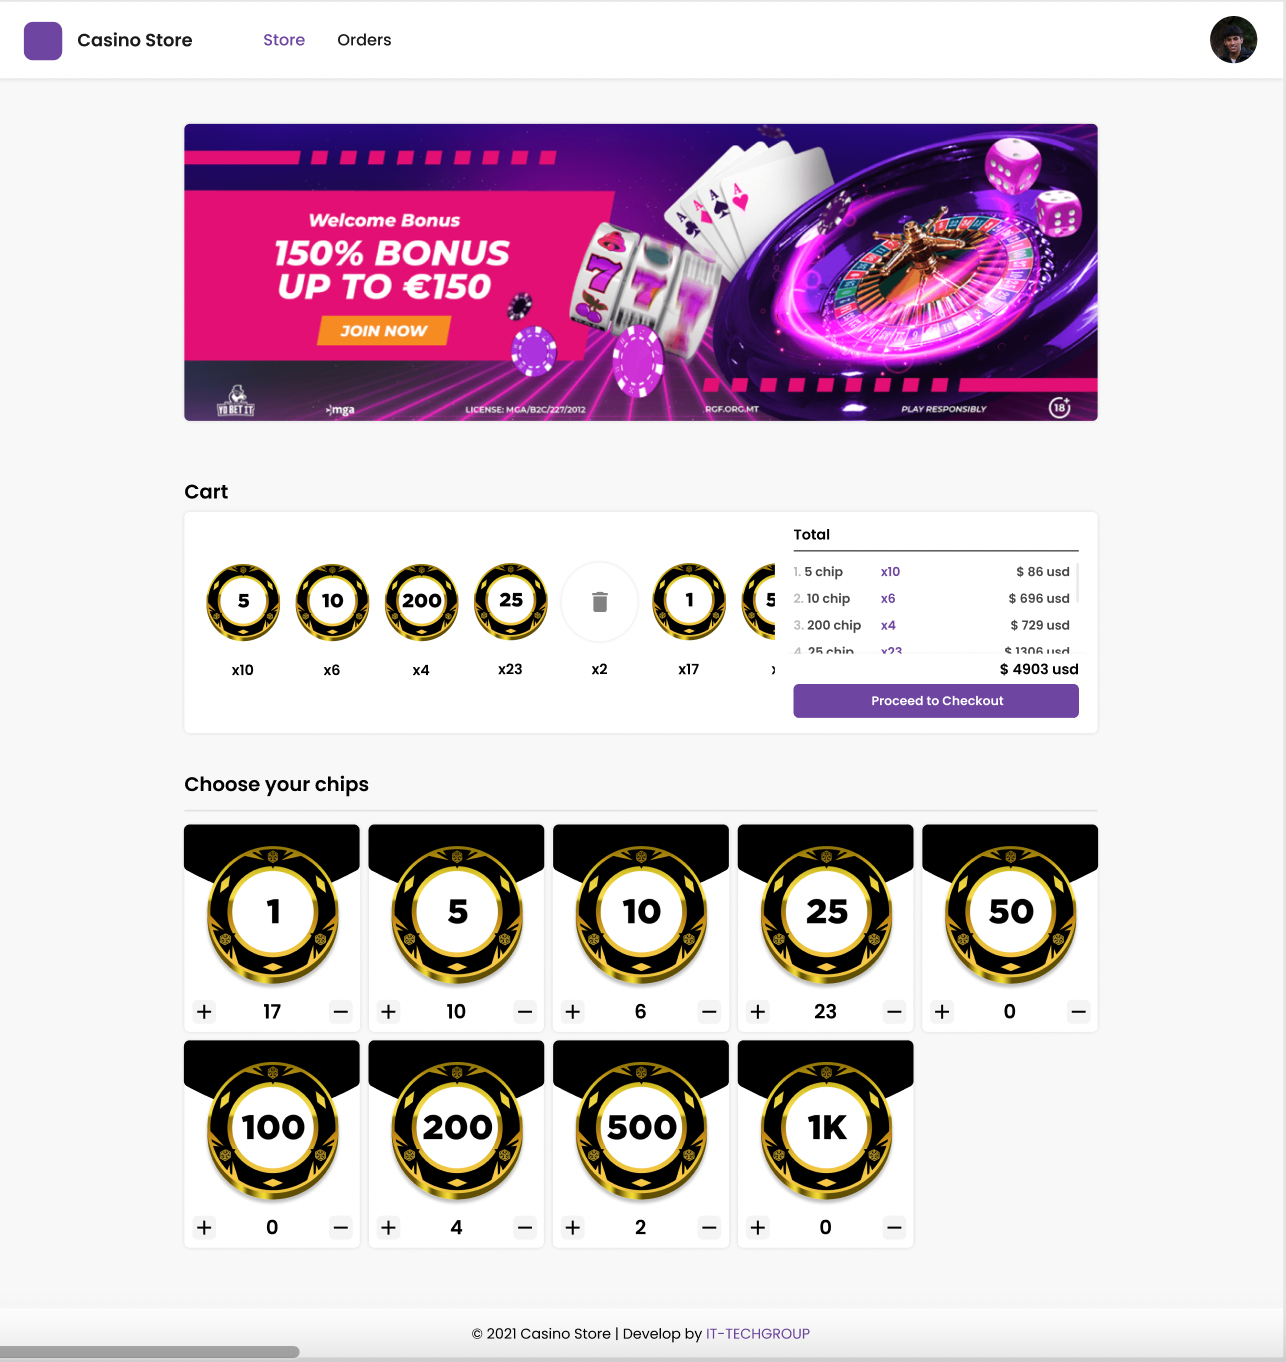 Casino Store Store Orders
Welcome Bonus
150% BONUS
UP TO €150
JOIN NOW
YO BET IT mga LICENSE: MGA/B2C/227/2012 RGF.ORG.MT PLAY RESPONSIBLY 18+
Cart
5 10 200 25 1 5
x10 x6 x4 x23 x2 x17
Total
1. 5 chip x10 $ 86 usd
2. 10 chip x6 $ 696 usd
3. 200 chip x4 $ 729 usd
4. 25 chip x23 $ 1306 usd
$ 4903 usd
Proceed to Checkout
Choose your chips
1 5 10 25 50
+ 17 − + 10 − + 6 − + 23 − + 0 −
100 200 500 1K
+ 0 − + 4 − + 2 − + 0 −
© 2021 Casino Store | Develop by IT-TECHGROUP